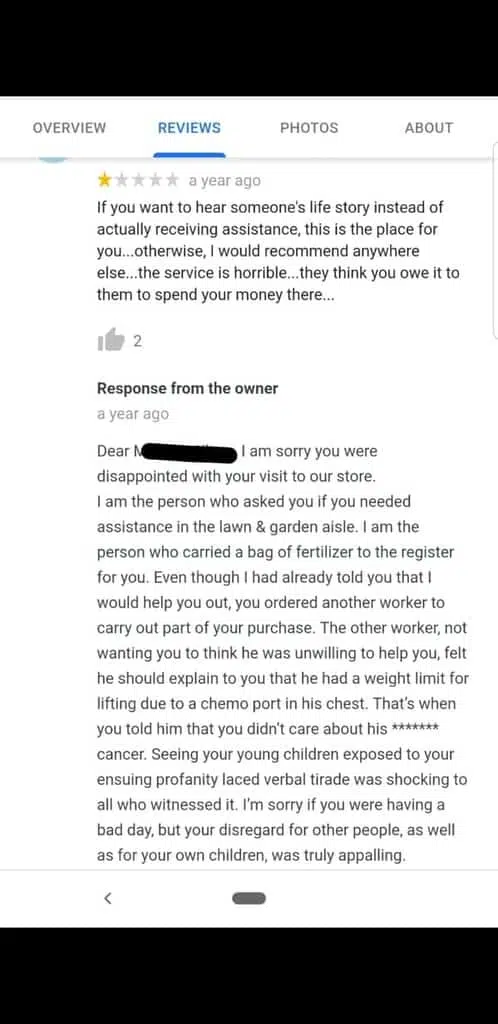 OVERVIEW REVIEWS PHOTOS ABOUT
a year ago
If you want to hear someone's life story instead of
actually receiving assistance, this is the place for
you...otherwise, I would recommend anywhere
else...the service is horrible...they think you owe it to
them to spend your money there...
2
Response from the owner
a year ago
Dear M I am sorry you were
disappointed with your visit to our store.
I am the person who asked you if you needed
assistance in the lawn & garden aisle. I am the
person who carried a bag of fertilizer to the register
for you. Even though I had already told you that I
would help you out, you ordered another worker to
carry out part of your purchase. The other worker, not
wanting you to think he was unwilling to help you, felt
he should explain to you that he had a weight limit for
lifting due to a chemo port in his chest. That's when
you told him that you didn't care about his *******
cancer. Seeing your young children exposed to your
ensuing profanity laced verbal tirade was shocking to
all who witnessed it. I'm sorry if you were having a
bad day, but your disregard for other people, as well
as for your own children, was truly appalling.